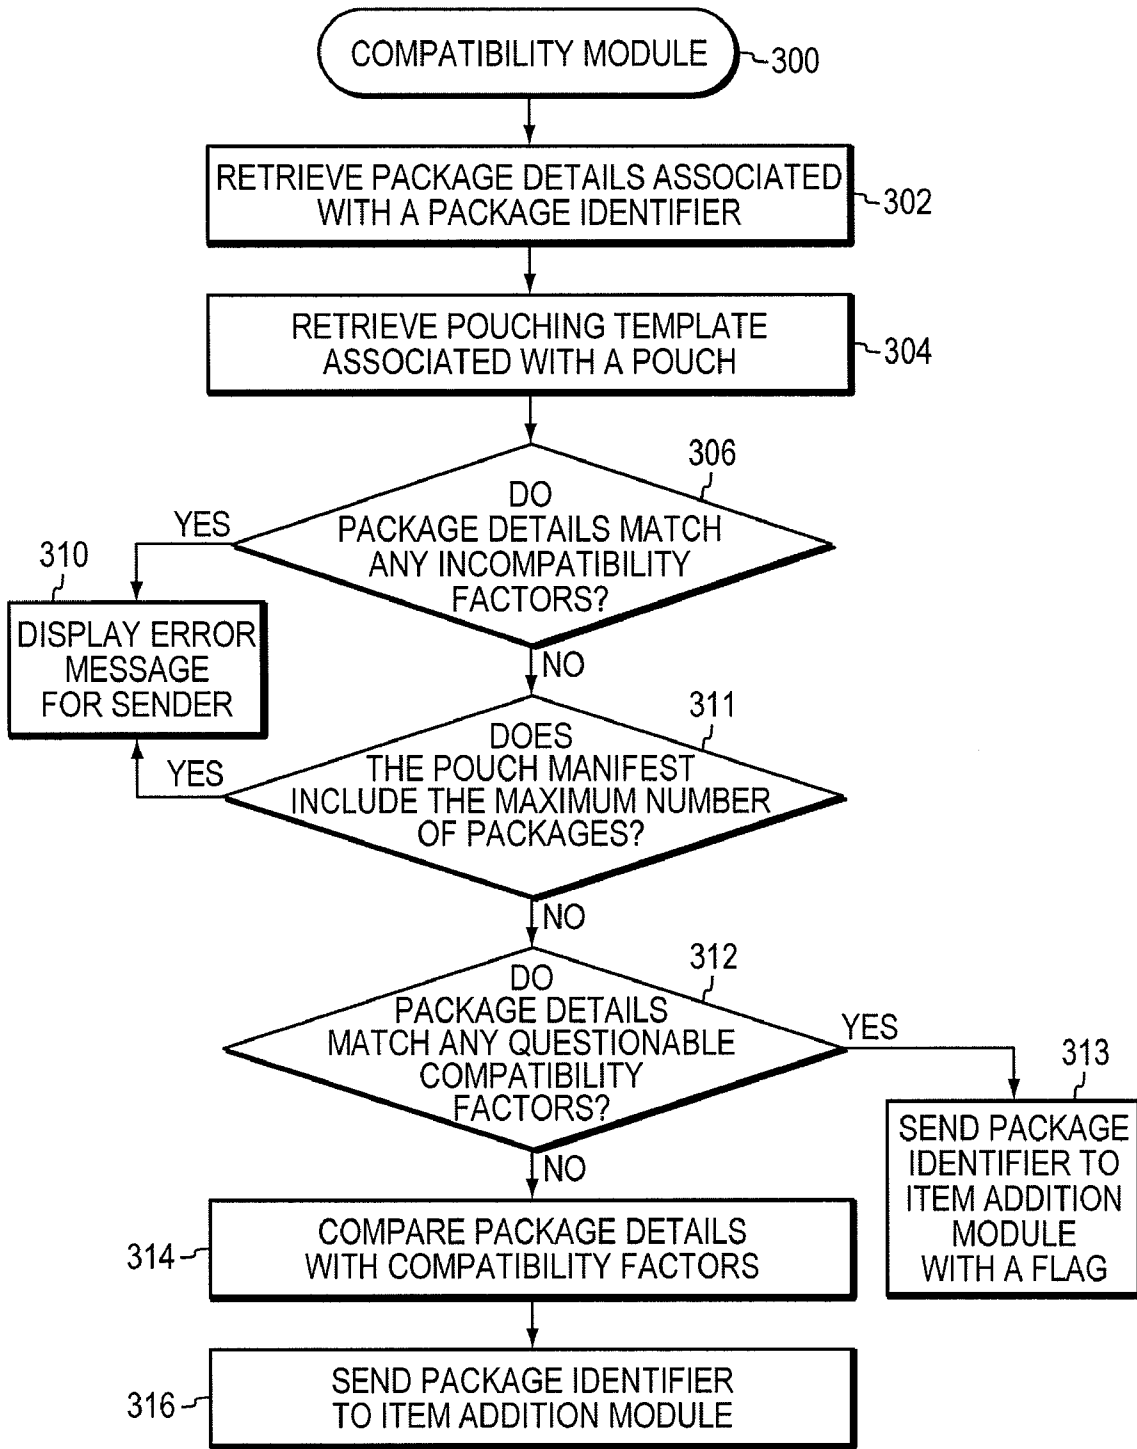 COMPATIBILITY MODULE
300
RETRIEVE PACKAGE DETAILS ASSOCIATED
WITH A PACKAGE IDENTIFIER
302
RETRIEVE POUCHING TEMPLATE
ASSOCIATED WITH A POUCH
304
306
DO
PACKAGE DETAILS MATCH
ANY INCOMPATIBILITY
FACTORS?
YES
310
DISPLAY ERROR
MESSAGE
FOR SENDER
NO
311
DOES
THE POUCH MANIFEST
INCLUDE THE MAXIMUM NUMBER
OF PACKAGES?
YES
NO
312
DO
PACKAGE DETAILS
MATCH ANY QUESTIONABLE
COMPATIBILITY
FACTORS?
YES
313
SEND PACKAGE
IDENTIFIER TO
ITEM ADDITION
MODULE
WITH A FLAG
NO
314
COMPARE PACKAGE DETAILS
WITH COMPATIBILITY FACTORS
316
SEND PACKAGE IDENTIFIER
TO ITEM ADDITION MODULE